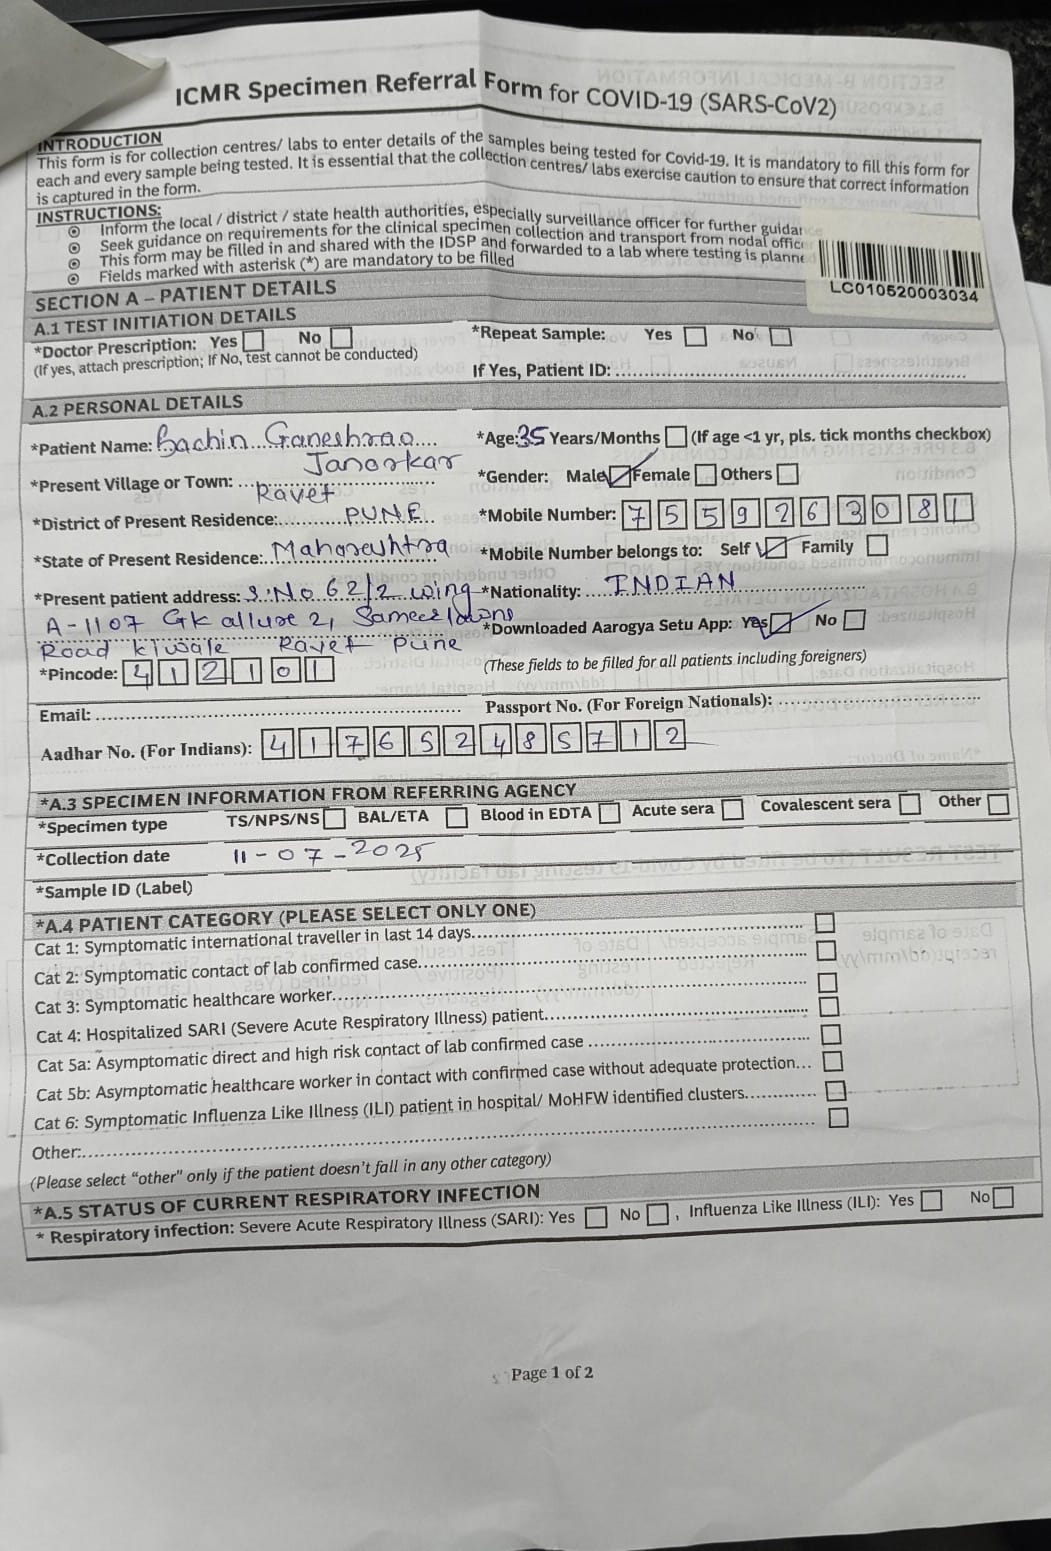 ICMR Specimen Referral Form for COVID-19 (SARS-CoV2)
INTRODUCTION
This form is for collection centres/ labs to enter details of the samples being tested for Covid-19. It is mandatory to fill this form for
each and every sample being tested. It is essential that the collection centres/ labs exercise caution to ensure that correct information
is captured in the form.
INSTRUCTIONS:
Inform the local / district / state health authorities, especially surveillance officer for further guidance
Seek guidance on requirements for the clinical specimen collection and transport from nodal officer
This form may be filled in and shared with the IDSP and forwarded to a lab where testing is planned
Fields marked with asterisk (*) are mandatory to be filled
LC010520003034
SECTION A – PATIENT DETAILS
A.1 TEST INITIATION DETAILS
*Doctor Prescription: Yes No *Repeat Sample: Yes No
(If yes, attach prescription; If No, test cannot be conducted)
If Yes, Patient ID:
A.2 PERSONAL DETAILS
*Patient Name: Sachin Ganeshrao *Age: 35 Years/Months (If age <1 yr, pls. tick months checkbox)
Janorkar
*Present Village or Town: Ravet *Gender: Male Female Others
*District of Present Residence: PUNE *Mobile Number: 7559263081
*State of Present Residence: Maharashtra *Mobile Number belongs to: Self Family
*Present patient address: S.No 62/2 wing *Nationality: INDIAN
A-1107 GK allure 2, Sameer lawns
*Downloaded Aarogya Setu App: Yes No
Road kiwale Ravet Pune
*Pincode: 412101 (These fields to be filled for all patients including foreigners)
Email: Passport No. (For Foreign Nationals):
Aadhar No. (For Indians): 417652485712
*A.3 SPECIMEN INFORMATION FROM REFERRING AGENCY
*Specimen type TS/NPS/NS BAL/ETA Blood in EDTA Acute sera Covalescent sera Other
*Collection date 11-07-2025
*Sample ID (Label)
*A.4 PATIENT CATEGORY (PLEASE SELECT ONLY ONE)
Cat 1: Symptomatic international traveller in last 14 days
Cat 2: Symptomatic contact of lab confirmed case
Cat 3: Symptomatic healthcare worker
Cat 4: Hospitalized SARI (Severe Acute Respiratory Illness) patient
Cat 5a: Asymptomatic direct and high risk contact of lab confirmed case
Cat 5b: Asymptomatic healthcare worker in contact with confirmed case without adequate protection
Cat 6: Symptomatic Influenza Like Illness (ILI) patient in hospital/ MoHFW identified clusters
Other:
(Please select “other” only if the patient doesn’t fall in any other category)
*A.5 STATUS OF CURRENT RESPIRATORY INFECTION
* Respiratory infection: Severe Acute Respiratory Illness (SARI): Yes No , Influenza Like Illness (ILI): Yes No
Page 1 of 2